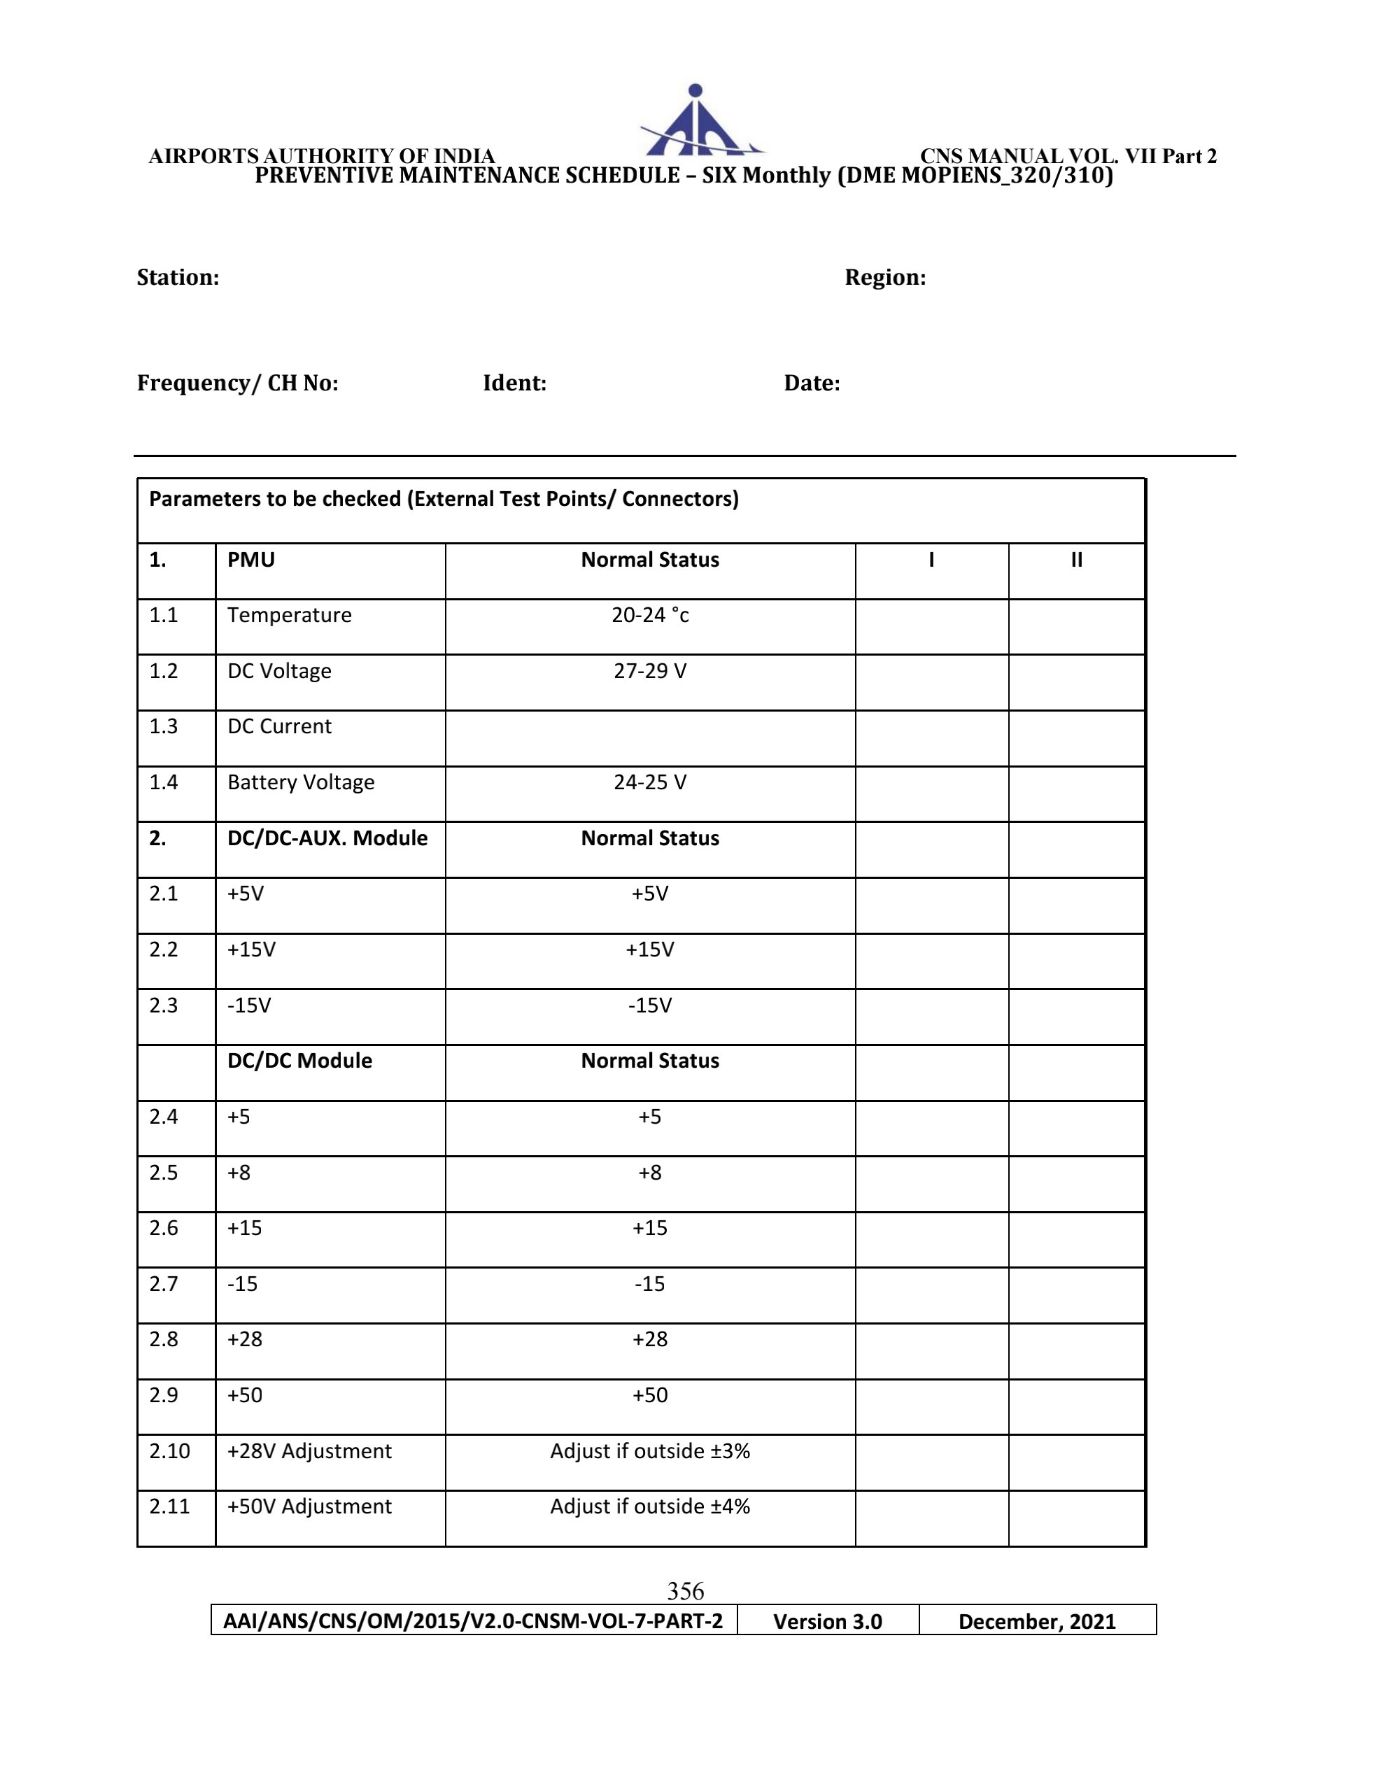 AIRPORTS AUTHORITY OF INDIA CNS MANUAL VOL. VII Part 2
PREVENTIVE MAINTENANCE SCHEDULE – SIX Monthly (DME MOPIENS_320/310)
Station: Region:
Frequency/ CH No: Ident: Date:
Parameters to be checked (External Test Points/ Connectors)
1. PMU Normal Status I II
1.1 Temperature 20-24 °c
1.2 DC Voltage 27-29 V
1.3 DC Current
1.4 Battery Voltage 24-25 V
2. DC/DC-AUX. Module Normal Status
2.1 +5V +5V
2.2 +15V +15V
2.3 -15V -15V
DC/DC Module Normal Status
2.4 +5 +5
2.5 +8 +8
2.6 +15 +15
2.7 -15 -15
2.8 +28 +28
2.9 +50 +50
2.10 +28V Adjustment Adjust if outside ±3%
2.11 +50V Adjustment Adjust if outside ±4%
356
AAI/ANS/CNS/OM/2015/V2.0-CNSM-VOL-7-PART-2 Version 3.0 December, 2021